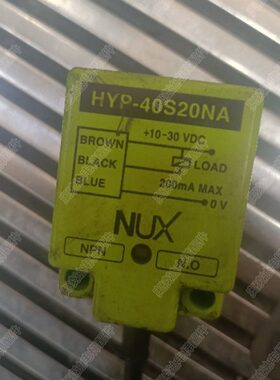 HYP-40S20NA
+10-30 VDC
BROWN
BLACK
LOAD
BLUE
200mA MAX
0 V
NUX
NPN
N.O